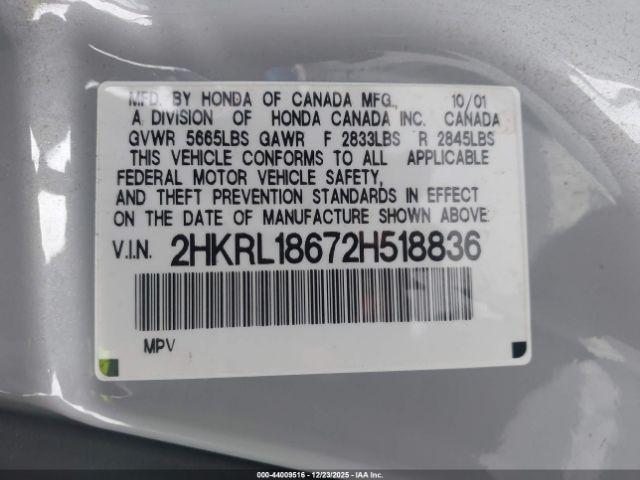 MFD. BY HONDA OF CANADA MFG., 10/01
A DIVISION OF HONDA CANADA INC. CANADA
GVWR 5665LBS GAWR F 2833LBS R 2845LBS
THIS VEHICLE CONFORMS TO ALL APPLICABLE
FEDERAL MOTOR VEHICLE SAFETY,
AND THEFT PREVENTION STANDARDS IN EFFECT
ON THE DATE OF MANUFACTURE SHOWN ABOVE
V.I.N. 2HKRL18672H518836
MPV
000-44009516 - 12/23/2025 - IAA, Inc.